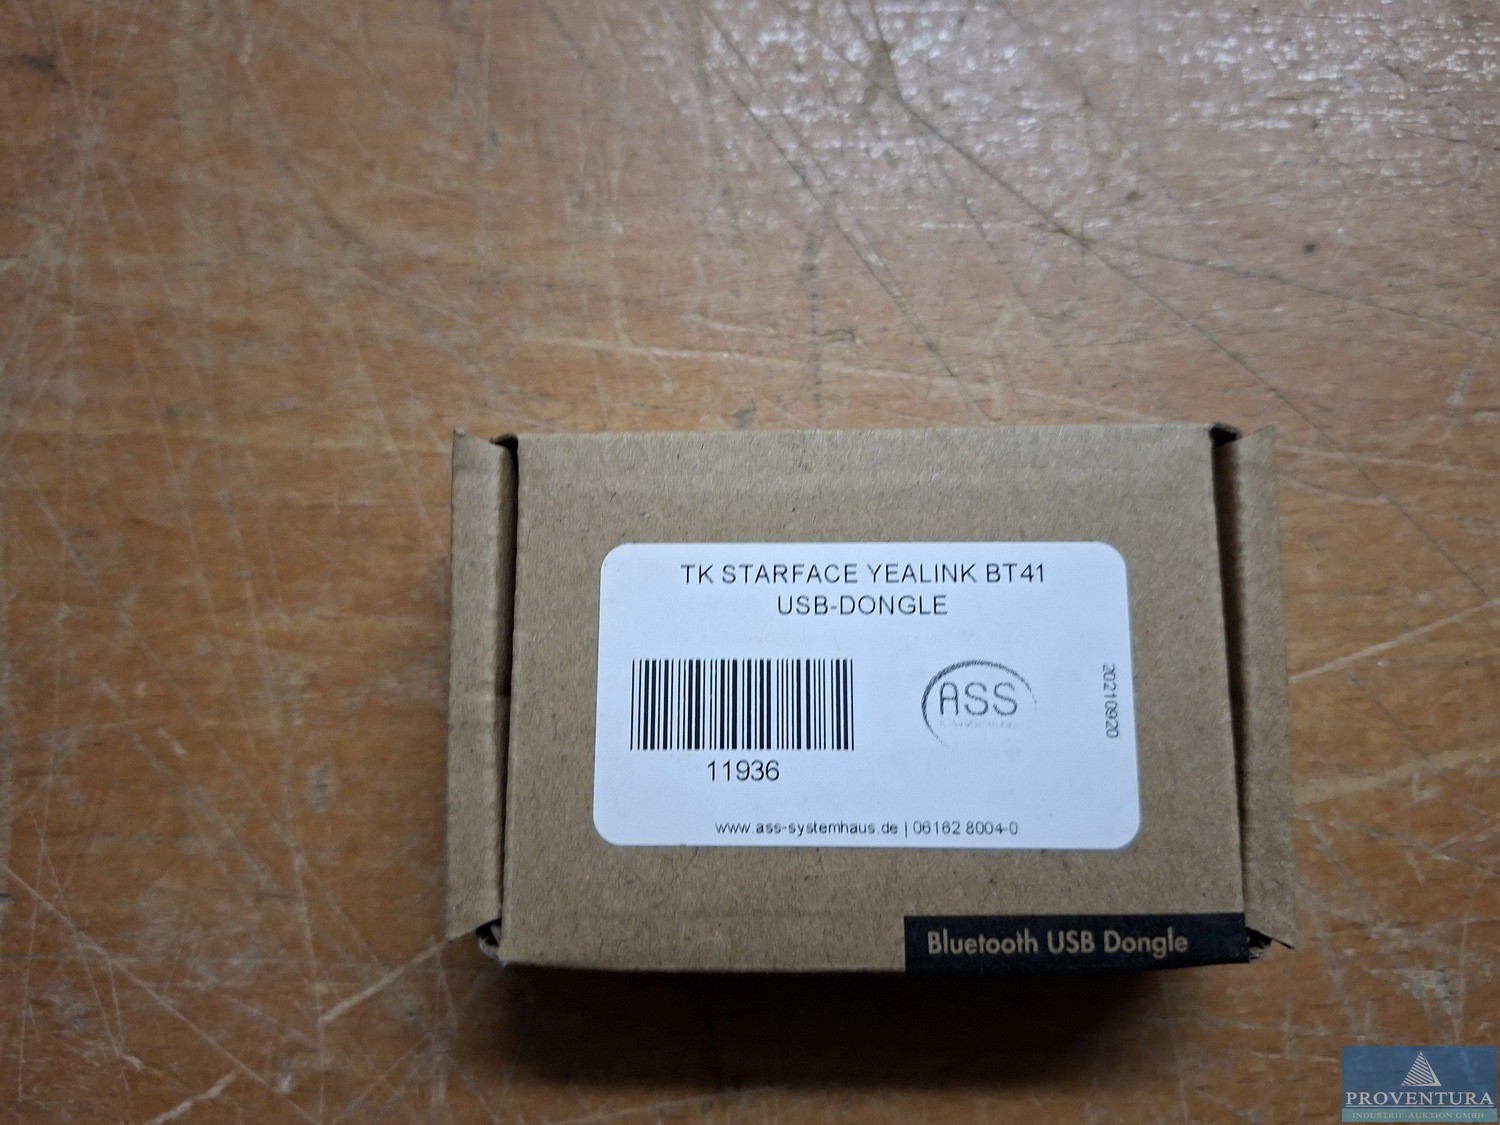 TK STARFACE YEALINK BT41
USB-DONGLE
11936
ASS
20210920
www.ass-systemhaus.de | 06162 8004-0
Bluetooth USB Dongle
PROVENTURA
INDUSTRIE-AUKTION GMBH